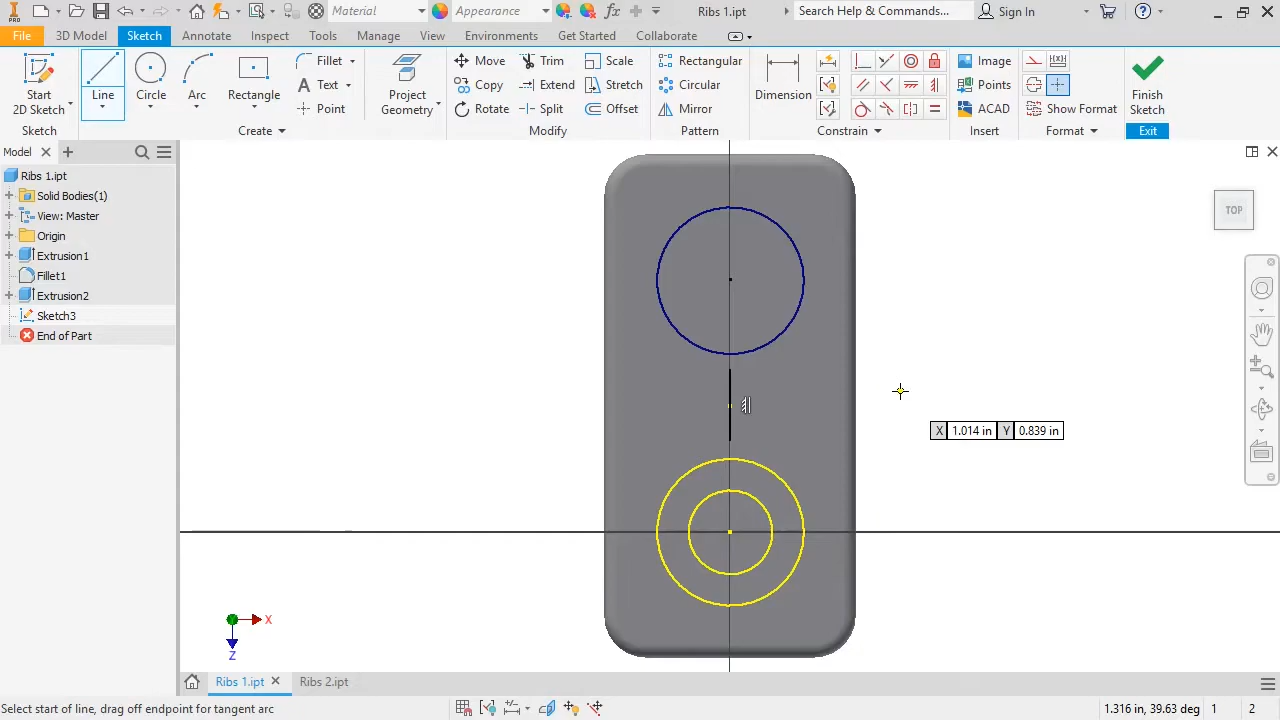 Material
Appearance
fx
Ribs 1.ipt
Search Help & Commands...
Sign In
PRO
File
3D Model
Sketch
Annotate
Inspect
Tools
Manage
View
Environments
Get Started
Collaborate
Start
2D Sketch
Sketch
Line
Circle
Arc
Rectangle
Fillet
A Text
Point
Create
Project
Geometry
Move
Trim
Scale
Copy
Extend
Stretch
Rotate
Split
Offset
Modify
Rectangular
Circular
Mirror
Pattern
Dimension
Constrain
Image
Points
ACAD
Insert
Show Format
Format
Finish
Sketch
Exit
Model
Ribs 1.ipt
Solid Bodies(1)
View: Master
Origin
Extrusion1
Fillet1
Extrusion2
Sketch3
End of Part
TOP
X 1.014 in Y 0.839 in
X
Z
Ribs 1.ipt
Ribs 2.ipt
Select start of line, drag off endpoint for tangent arc
1.316 in, 39.63 deg 1 2